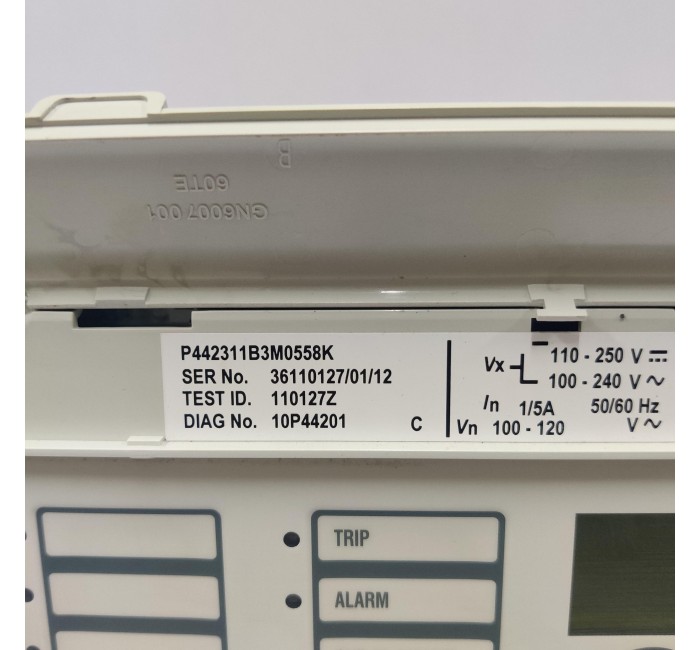 B
60TE
GN6007 001
P442311B3M0558K
SER No. 36110127/01/12
TEST ID. 110127Z
DIAG No. 10P44201 C
Vx 110 - 250 V
100 - 240 V ~
In 1/5A 50/60 Hz
Vn 100 - 120 V ~
TRIP
ALARM